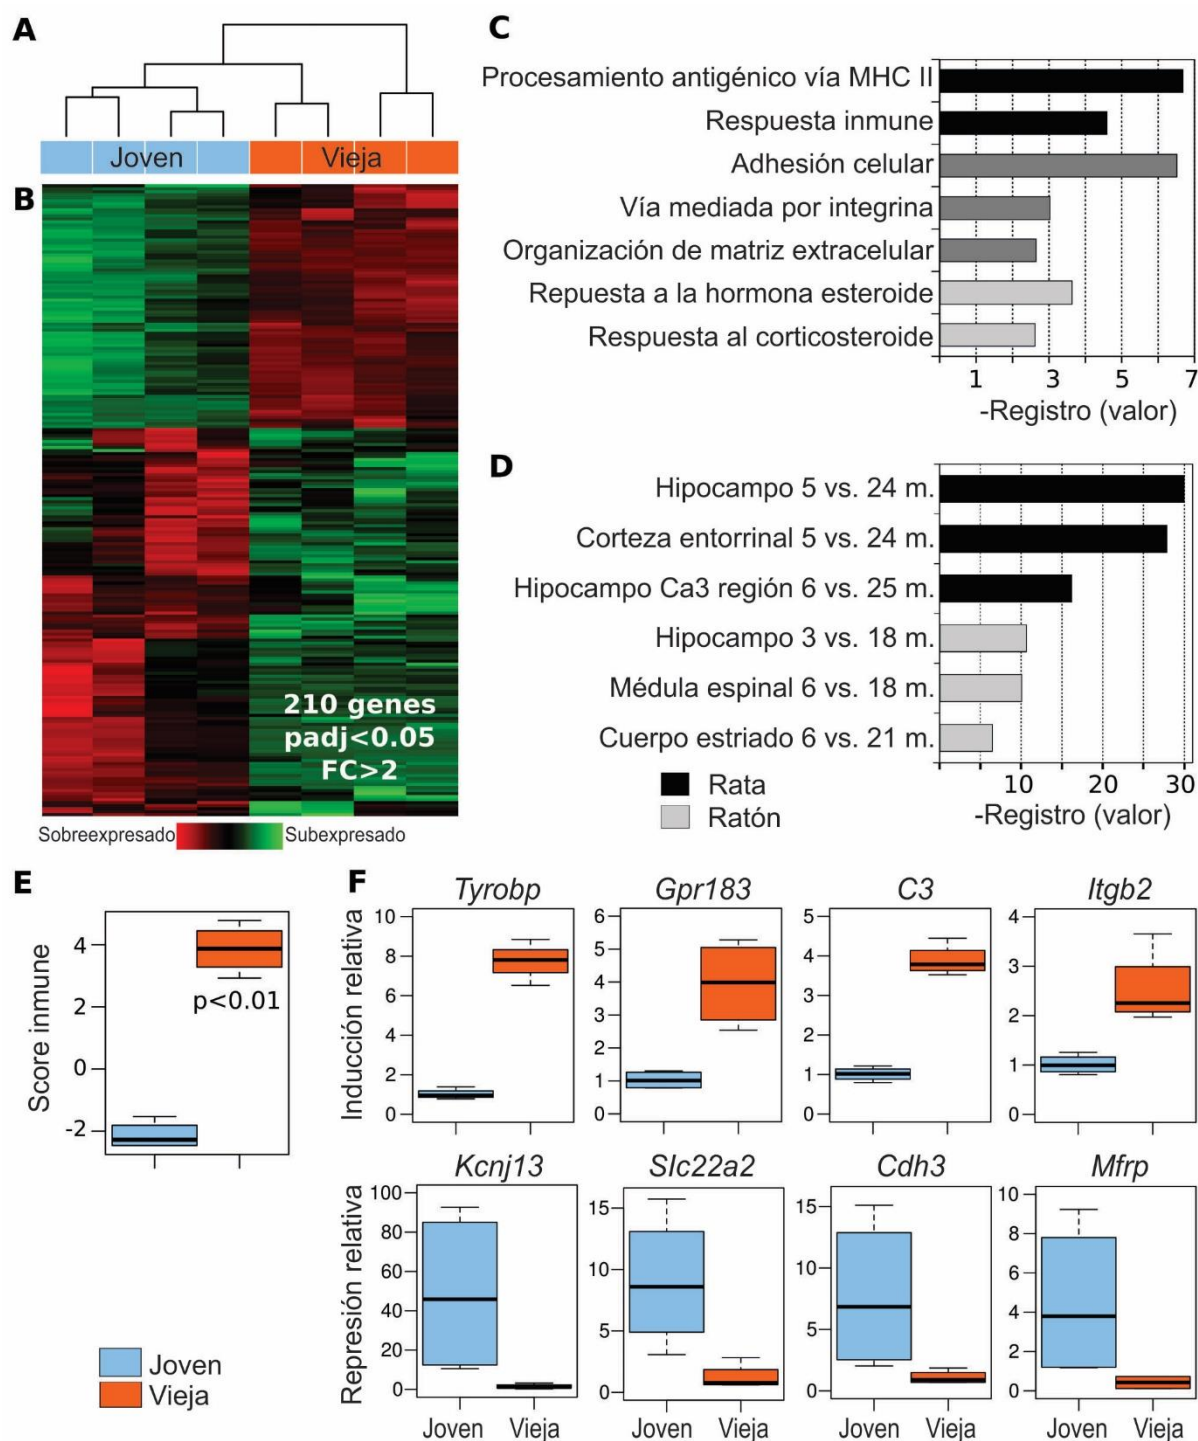 A
Joven Vieja
B
210 genes
padj<0.05
FC>2
Sobreexpresado Subexpresado
C
Procesamiento antigénico vía MHC II
Respuesta inmune
Adhesión celular
Vía mediada por integrina
Organización de matriz extracelular
Repuesta a la hormona esteroide
Respuesta al corticosteroide
1 3 5 7
-Registro (valor)
D
Hipocampo 5 vs. 24 m.
Corteza entorrinal 5 vs. 24 m.
Hipocampo Ca3 región 6 vs. 25 m.
Hipocampo 3 vs. 18 m.
Médula espinal 6 vs. 18 m.
Cuerpo estriado 6 vs. 21 m.
10 20 30
Rata
Ratón
-Registro (valor)
E
Score inmune
4
2
0
-2
p<0.01
Joven
Vieja
F
Inducción relativa
Tyrobp
10
8
6
4
2
0
Gpr183
6
5
4
3
2
1
0
C3
5
4
3
2
1
0
Itgb2
4
3
2
1
0
Represión relativa
Kcnj13
100
80
60
40
20
0
Slc22a2
15
10
5
0
Cdh3
15
10
5
0
Mfrp
10
8
6
4
2
0
Joven Vieja Joven Vieja Joven Vieja Joven Vieja